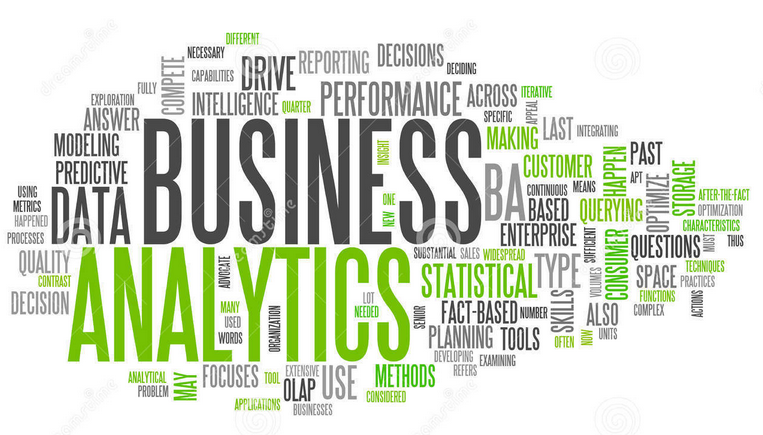 DIFFERENT
NECESSARY
DECISIONS
REPORTING
DECIDING
CAPABILITIES
DRIVE
COMPETE
FULLY
INTELLIGENCE
QUARTER
PERFORMANCE
ACROSS
ITERATIVE
EXPLORATION
ANSWER
SPECIFIC
APPEAL
MODELING
PREDICTIVE
BUSINESS
INSIGHT
MAKING
LAST
INTEGRATING
PAST
CUSTOMER
HAPPEN
APT
USING
METRICS
HAPPENED
PROCESSES
DATA
ONE
NEW
BA
CONTINUOUS
MEANS
BASED
QUERYING
OPTIMIZE
STORAGE
AFTER-THE-FACT
OPTIMIZATION
CHARACTERISTICS
MUST
THUS
ENTERPRISE
SUFFICIENT
CONSUMER
QUESTIONS
QUALITY
CONTRAST
DECISION
ANALYTICS
ADVOCATE
SUBSTANTIAL
SALES
WIDESPREAD
STATISTICAL
TYPE
VOLUMES
SPACE
TECHNIQUES
PRACTICES
FUNCTIONS
COMPLEX
ACTIONS
MANY
USED
WORDS
ORGANIZATION
LOT
NEEDED
SENIOR
FACT-BASED
NUMBER
SKILLS
ALSO
UNITS
PLANNING
TOOLS
OFTEN
NOW
DEVELOPING
EXAMINING
REFERS
ANALYTICAL
PROBLEM
MAY
FOCUSES
TOOL
EXTENSIVE
OLAP
USE
METHODS
CONSIDERED
APPLICATIONS
BUSINESSES